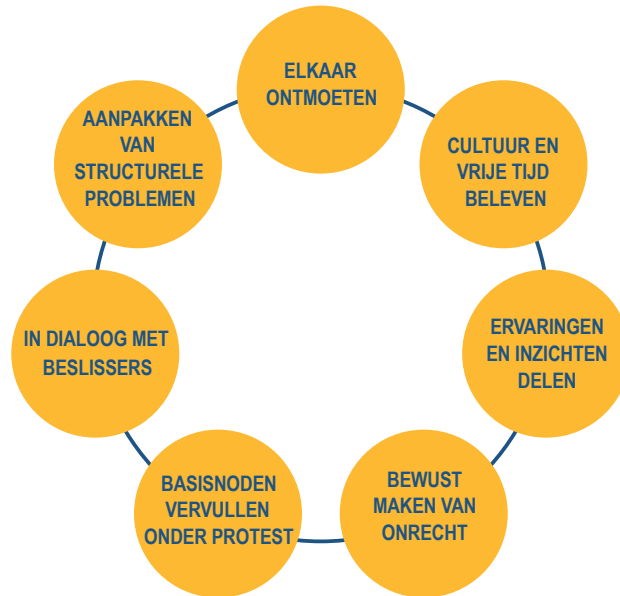 ELKAAR
ONTMOETEN
CULTUUR EN
VRIJE TIJD
BELEVEN
ERVARINGEN
EN INZICHTEN
DELEN
BEWUST
MAKEN VAN
ONRECHT
BASISNODEN
VERVULLEN
ONDER PROTEST
IN DIALOOG MET
BESLISSERS
AANPAKKEN
VAN
STRUCTURELE
PROBLEMEN